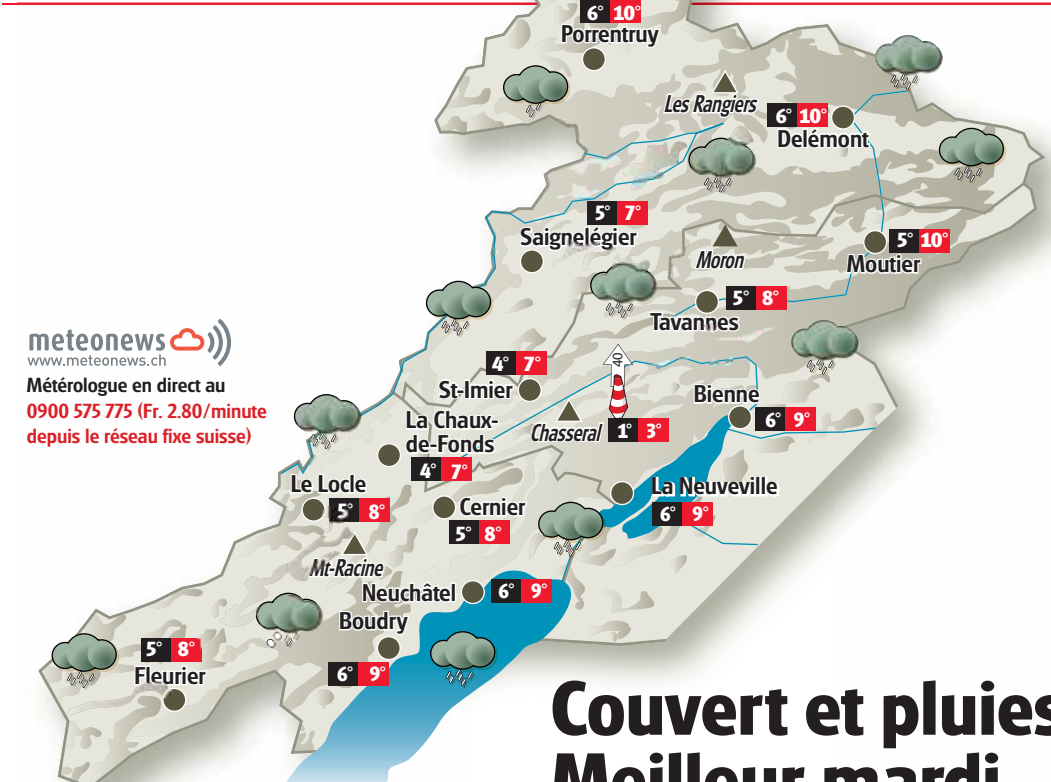 6° 10°
Porrentruy
Les Rangiers
6° 10°
Delémont
5° 7°
Saignelégier
Moron
5° 10°
Moutier
5° 8°
Tavannes
meteonews
www.meteonews.ch
Météorologue en direct au
0900 575 775 (Fr. 2.80/minute
depuis le réseau fixe suisse)
40
4° 7°
St-Imier
Bienne
6° 9°
La Chaux-
de-Fonds
4° 7°
Chasseral 1° 3°
Le Locle
5° 8°
Cernier
5° 8°
La Neuveville
6° 9°
Mt-Racine
Neuchâtel 6° 9°
Boudry
6° 9°
5° 8°
Fleurier
Couvert et pluies
Meilleur mardi